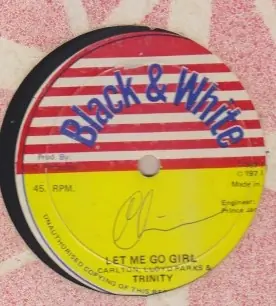 Black & White
Prod. By:
45. RPM.
Made in
Engineer:
Prince Jam
LET ME GO GIRL
CARLTON, LLOYD PARKS &
TRINITY
UNAUTHORISED COPYING OF THIS